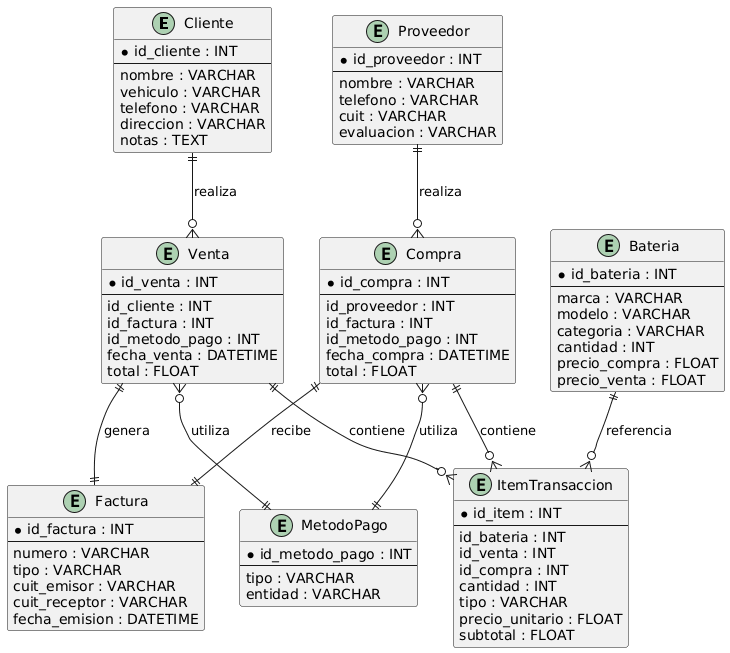 E Cliente
* id_cliente : INT
nombre : VARCHAR
vehiculo : VARCHAR
telefono : VARCHAR
direccion : VARCHAR
notas : TEXT
E Proveedor
* id_proveedor : INT
nombre : VARCHAR
telefono : VARCHAR
cuit : VARCHAR
evaluacion : VARCHAR
realiza
realiza
E Venta
* id_venta : INT
id_cliente : INT
id_factura : INT
id_metodo_pago : INT
fecha_venta : DATETIME
total : FLOAT
E Compra
* id_compra : INT
id_proveedor : INT
id_factura : INT
id_metodo_pago : INT
fecha_compra : DATETIME
total : FLOAT
E Bateria
* id_bateria : INT
marca : VARCHAR
modelo : VARCHAR
categoria : VARCHAR
cantidad : INT
precio_compra : FLOAT
precio_venta : FLOAT
genera
utiliza
recibe
contiene
utiliza
contiene
referencia
E Factura
* id_factura : INT
numero : VARCHAR
tipo : VARCHAR
cuit_emisor : VARCHAR
cuit_receptor : VARCHAR
fecha_emision : DATETIME
E MetodoPago
* id_metodo_pago : INT
tipo : VARCHAR
entidad : VARCHAR
E ItemTransaccion
* id_item : INT
id_bateria : INT
id_venta : INT
id_compra : INT
cantidad : INT
tipo : VARCHAR
precio_unitario : FLOAT
subtotal : FLOAT